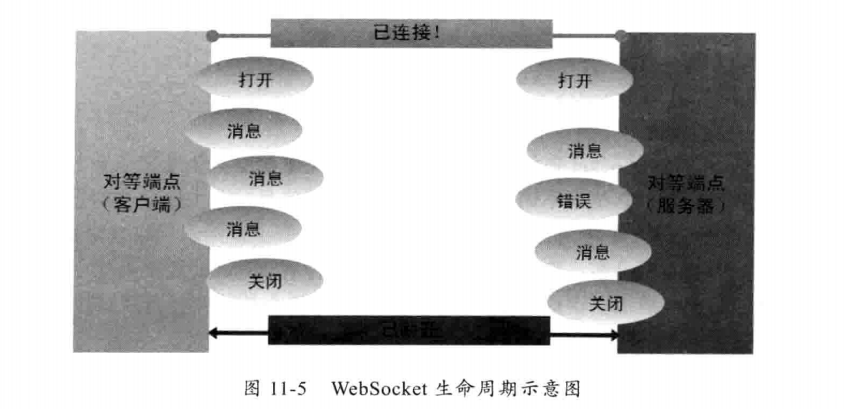 已连接！
打开
打开
消息
消息
对等端点
（客户端）
消息
对等端点
（服务器）
错误
消息
消息
关闭
关闭
图 11-5 WebSocket 生命周期示意图